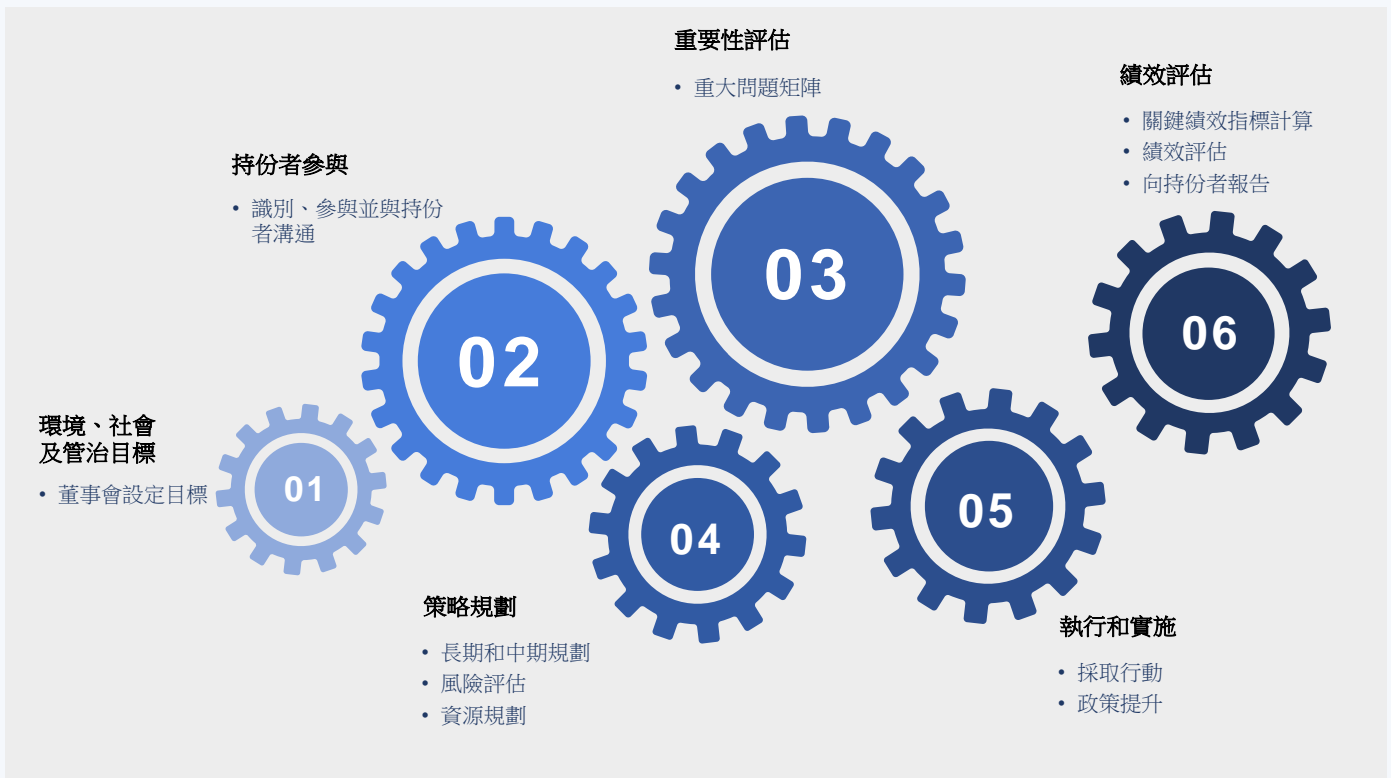 環境、社會
及管治目標
• 董事會設定目標
01
持份者參與
• 識別、參與並與持份
者溝通
02
重要性評估
• 重大問題矩陣
03
策略規劃
• 長期和中期規劃
• 風險評估
• 資源規劃
04
執行和實施
• 採取行動
• 政策提升
05
績效評估
• 關鍵績效指標計算
• 績效評估
• 向持份者報告
06